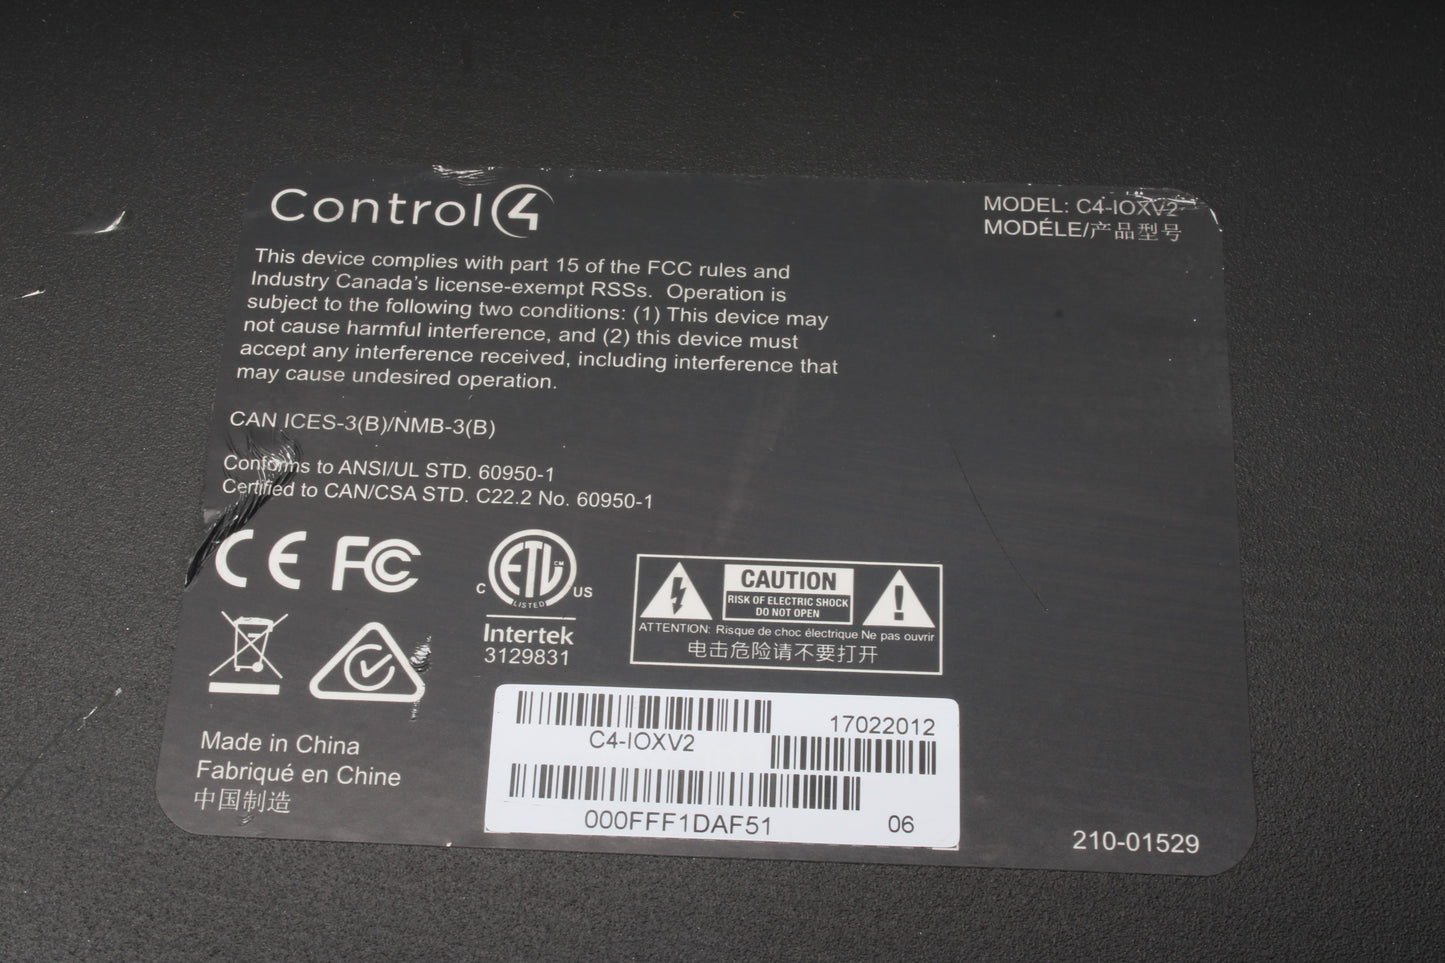 Control4
MODEL: C4-IOXV2
MODÉLE/产品型号
This device complies with part 15 of the FCC rules and
Industry Canada's license-exempt RSSs. Operation is
subject to the following two conditions: (1) This device may
not cause harmful interference, and (2) this device must
accept any interference received, including interference that
may cause undesired operation.
CAN ICES-3(B)/NMB-3(B)
Conforms to ANSI/UL STD. 60950-1
Certified to CAN/CSA STD. C22.2 No. 60950-1
CE FC
ETL CM
C US
LISTED
Intertek
3129831
CAUTION
RISK OF ELECTRIC SHOCK
DO NOT OPEN
ATTENTION: Risque de choc électrique Ne pas ouvrir
电击危险请不要打开
Made in China
Fabriqué en Chine
中国制造
17022012
C4-IOXV2
000FFF1DAF51
06
210-01529